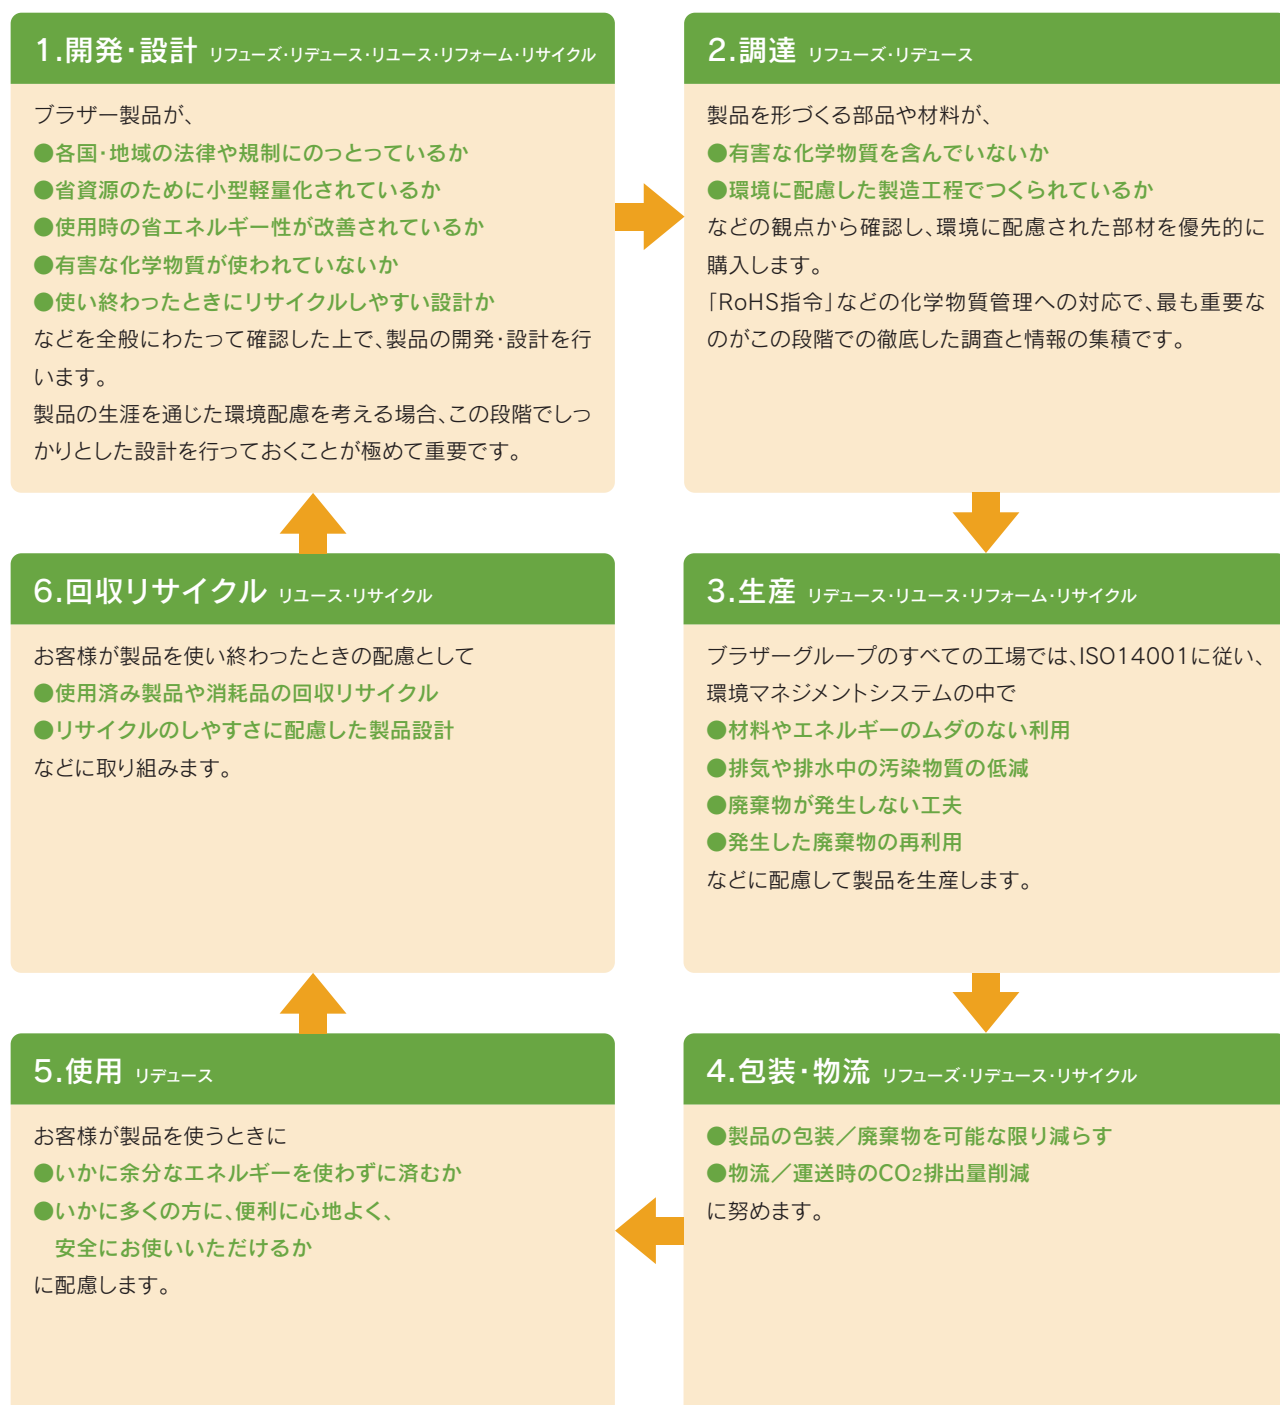 1.開発・設計 リフューズ・リデュース・リユース・リフォーム・リサイクル
ブラザー製品が、
●各国・地域の法律や規制にのっとっているか
●省資源のために小型軽量化されているか
●使用時の省エネルギー性が改善されているか
●有害な化学物質が使われていないか
●使い終わったときにリサイクルしやすい設計か
などを全般にわたって確認した上で、製品の開発・設計を行
います。
製品の生涯を通じた環境配慮を考える場合、この段階でしっ
かりとした設計を行っておくことが極めて重要です。
2.調達 リフューズ・リデュース
製品を形づくる部品や材料が、
●有害な化学物質を含んでいないか
●環境に配慮した製造工程でつくられているか
などの観点から確認し、環境に配慮された部材を優先的に
購入します。
「RoHS指令」などの化学物質管理への対応で、最も重要な
のがこの段階での徹底した調査と情報の集積です。
3.生産 リデュース・リユース・リフォーム・リサイクル
ブラザーグループのすべての工場では、ISO14001に従い、
環境マネジメントシステムの中で
●材料やエネルギーのムダのない利用
●排気や排水中の汚染物質の低減
●廃棄物が発生しない工夫
●発生した廃棄物の再利用
などに配慮して製品を生産します。
4.包装・物流 リフューズ・リデュース・リサイクル
●製品の包装／廃棄物を可能な限り減らす
●物流／運送時のCO2排出量削減
に努めます。
5.使用 リデュース
お客様が製品を使うときに
●いかに余分なエネルギーを使わずに済むか
●いかに多くの方に、便利に心地よく、
安全にお使いいただけるか
に配慮します。
6.回収リサイクル リユース・リサイクル
お客様が製品を使い終わったときの配慮として
●使用済み製品や消耗品の回収リサイクル
●リサイクルのしやすさに配慮した製品設計
などに取り組みます。